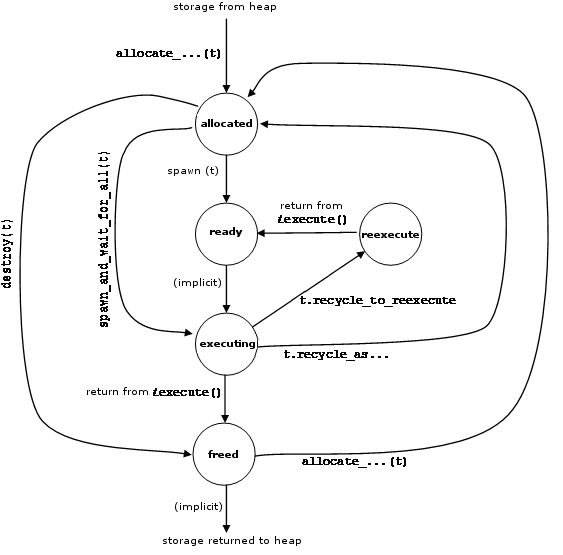 storage from heap
allocate_...(t)
allocated
destroy(t)
spawn_and_wait_for_all(t)
spawn (t)
return from
t.execute()
ready
reexecute
(implicit)
t.recycle_to_reexecute
executing
t.recycle_as...
return from t.execute()
freed
allocate_...(t)
(implicit)
storage returned to heap